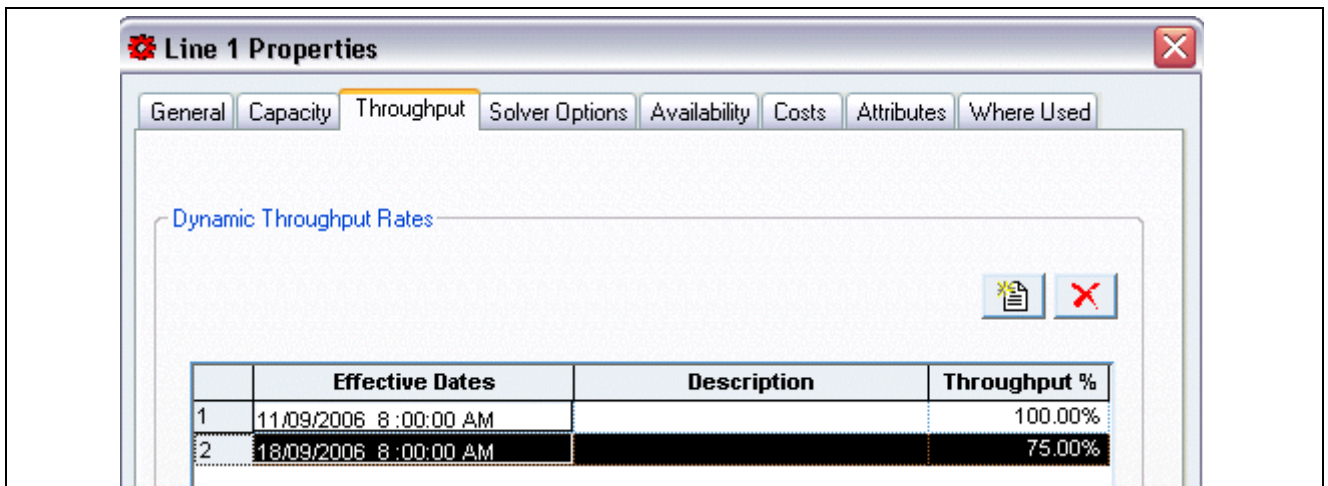 Line 1 Properties
General Capacity Throughput Solver Options Availability Costs Attributes Where Used
Dynamic Throughput Rates
Effective Dates Description Throughput %
1 11/09/2006 8 :00:00 AM 100.00%
2 18/09/2006 8 :00:00 AM 75.00%